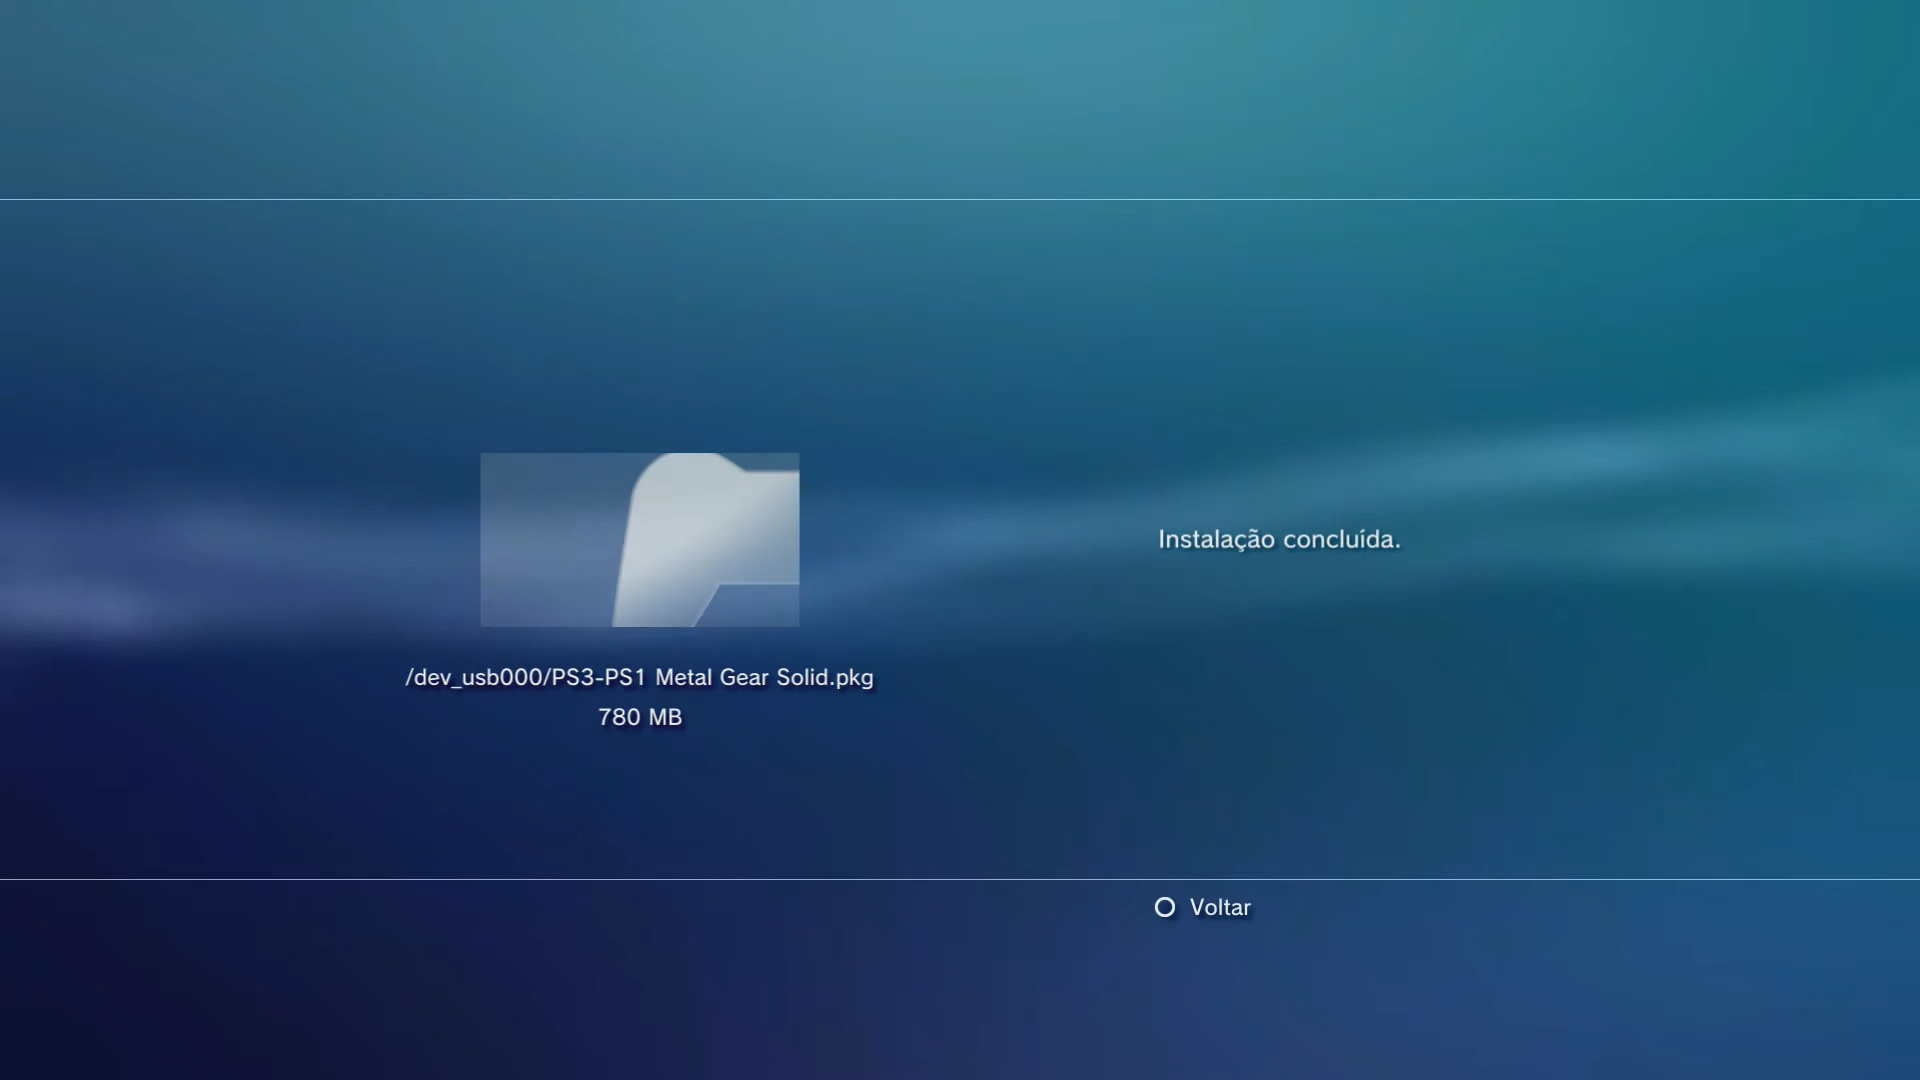 Instalação concluída.
/dev_usb000/PS3-PS1 Metal Gear Solid.pkg
780 MB
Voltar